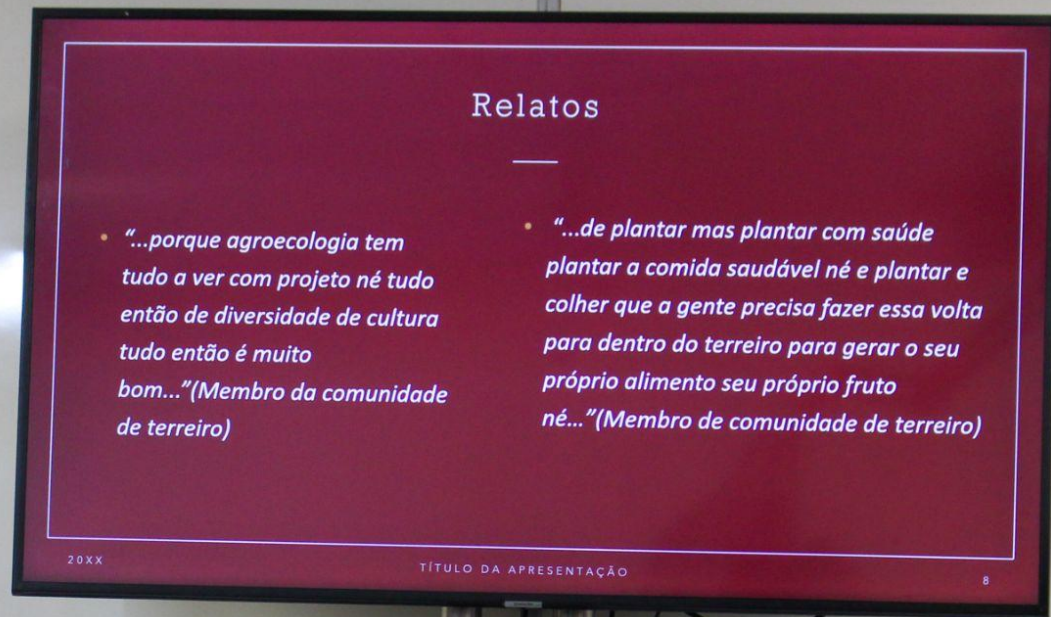 Relatos
“...porque agroecologia tem
tudo a ver com projeto né tudo
então de diversidade de cultura
tudo então é muito
bom...”(Membro da comunidade
de terreiro)
“...de plantar mas plantar com saúde
plantar a comida saudável né e plantar e
colher que a gente precisa fazer essa volta
para dentro do terreiro para gerar o seu
próprio alimento seu próprio fruto
né...”(Membro de comunidade de terreiro)
20XX
TÍTULO DA APRESENTAÇÃO
8